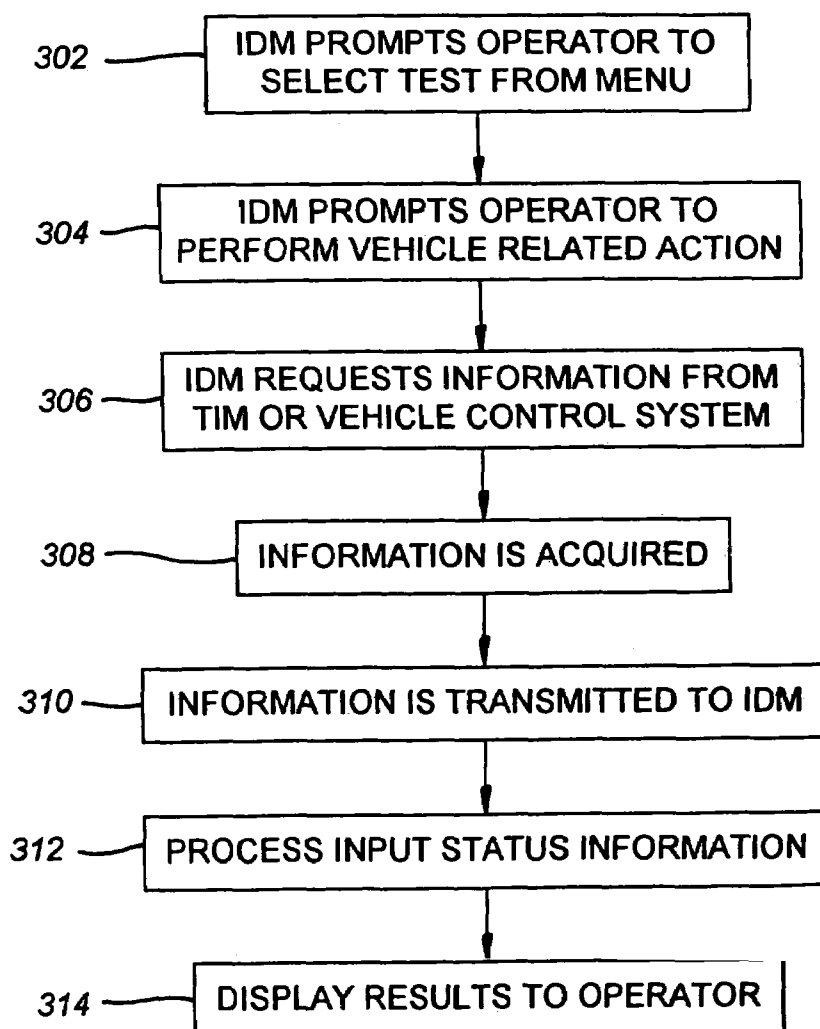 302
IDM PROMPTS OPERATOR TO
SELECT TEST FROM MENU
304
IDM PROMPTS OPERATOR TO
PERFORM VEHICLE RELATED ACTION
306
IDM REQUESTS INFORMATION FROM
TIM OR VEHICLE CONTROL SYSTEM
308
INFORMATION IS ACQUIRED
310
INFORMATION IS TRANSMITTED TO IDM
312
PROCESS INPUT STATUS INFORMATION
314
DISPLAY RESULTS TO OPERATOR